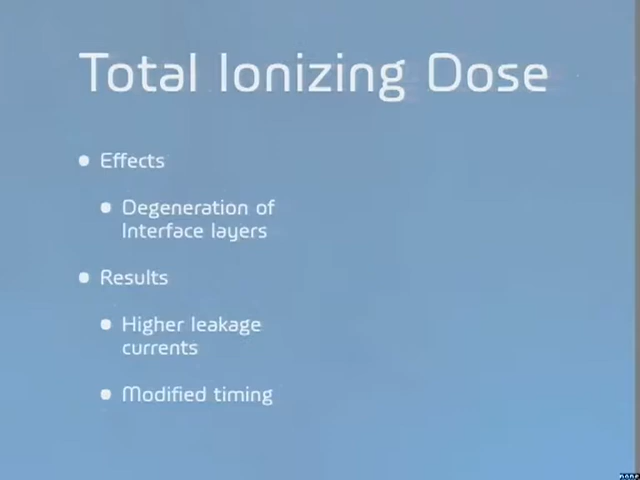 Total Ionizing Dose
• Effects
• Degeneration of
Interface layers
• Results
• Higher leakage
currents
• Modified timing